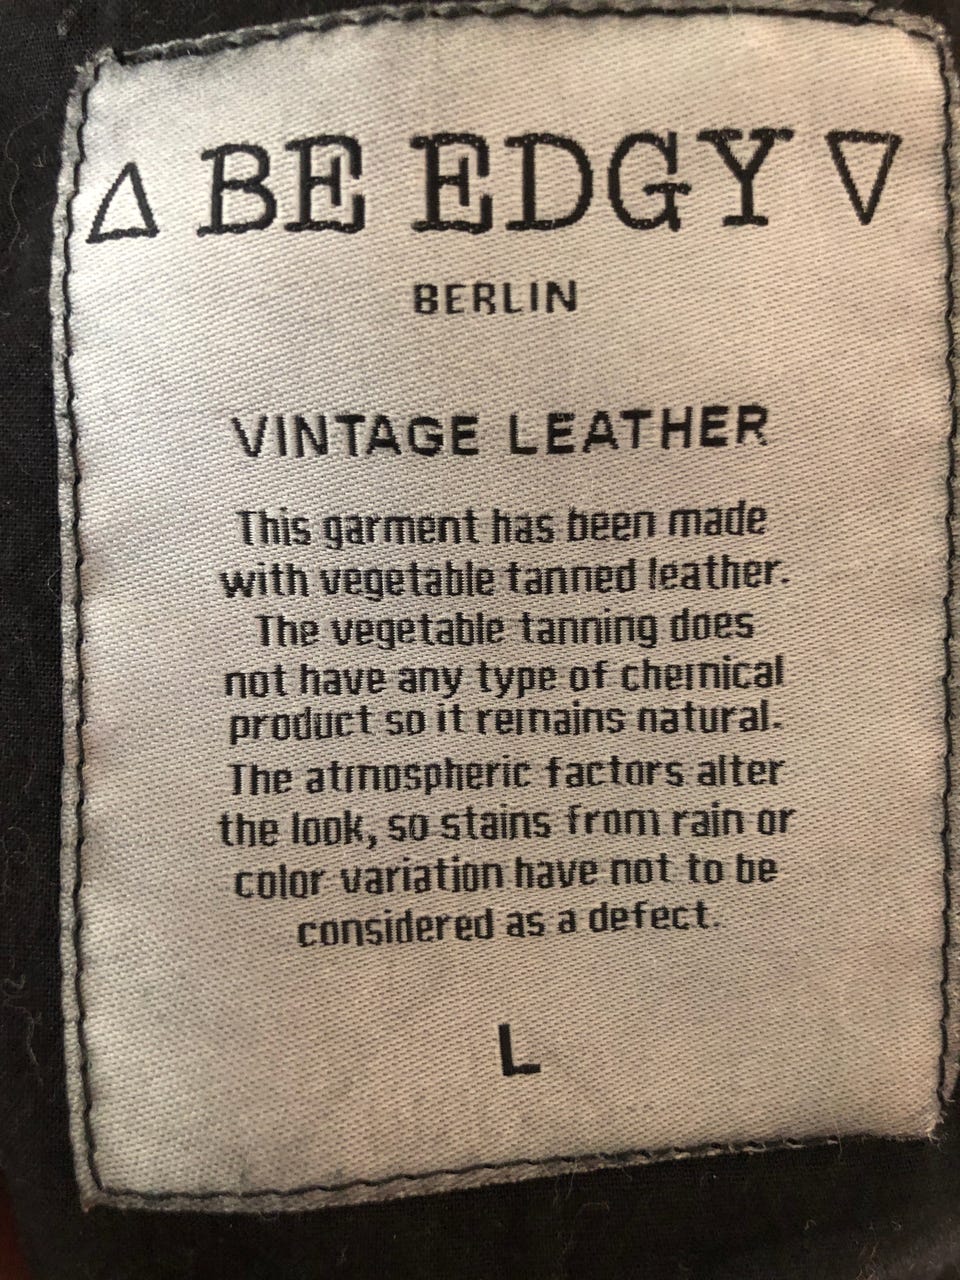 △ BE EDGY ▽
BERLIN
VINTAGE LEATHER
This garment has been made
with vegetable tanned leather.
The vegetable tanning does
not have any type of chemical
product so it remains natural.
The atmospheric factors alter
the look, so stains from rain or
color variation have not to be
considered as a defect.
L